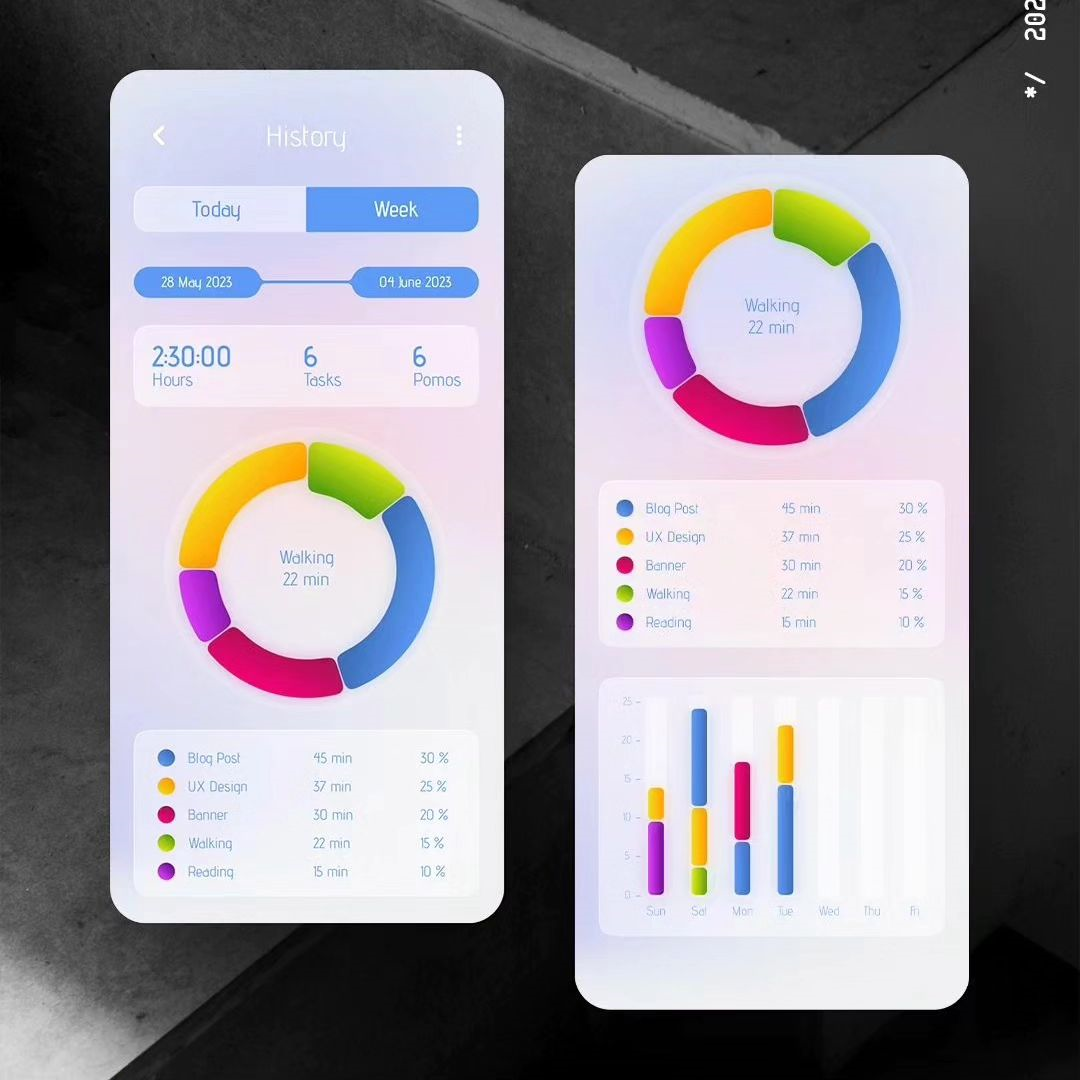 202
*/
History
Today Week
28 May 2023 04 June 2023
2:30:00 6 6
Hours Tasks Pomos
Walking
22 min
Blog Post 45 min 30 %
UX Design 37 min 25 %
Banner 30 min 20 %
Walking 22 min 15 %
Reading 15 min 10 %
Walking
22 min
Blog Post 45 min 30 %
UX Design 37 min 25 %
Banner 30 min 20 %
Walking 22 min 15 %
Reading 15 min 10 %
25
20
15
10
5
0
Sun Sat Mon Tue Wed Thu Fri